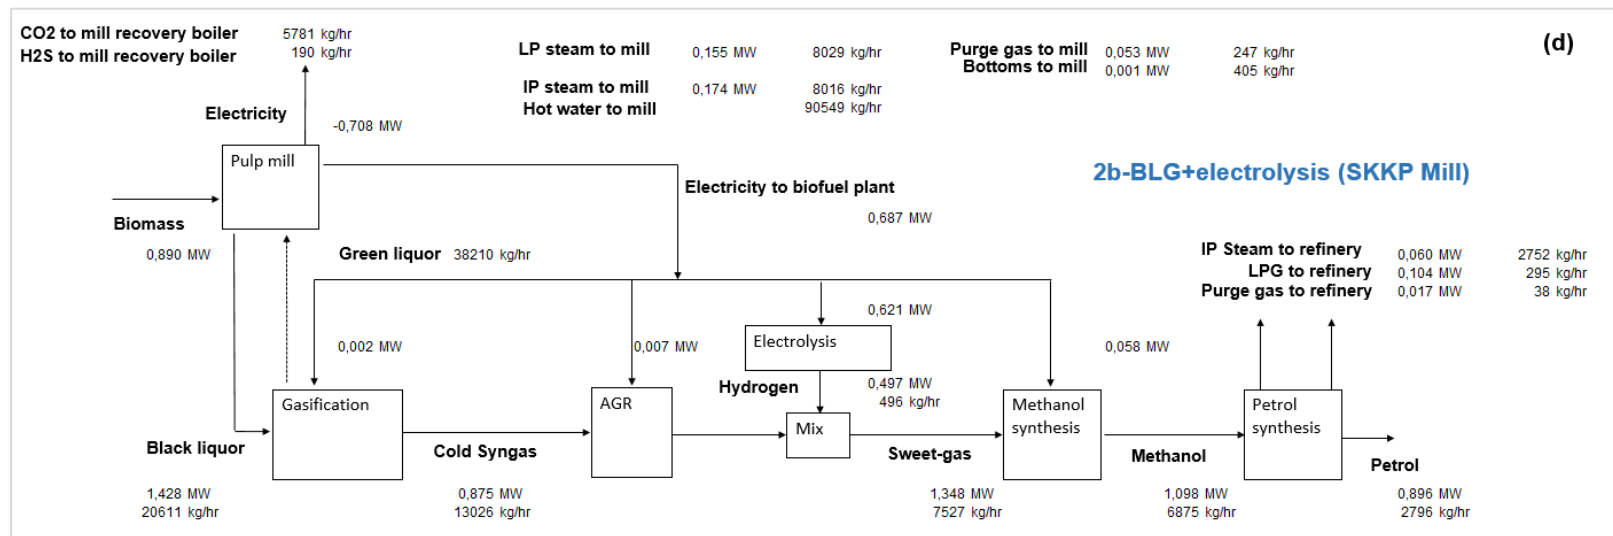 CO2 to mill recovery boiler 5781 kg/hr
H2S to mill recovery boiler 190 kg/hr
LP steam to mill 0,155 MW 8029 kg/hr
IP steam to mill 0,174 MW 8016 kg/hr
Hot water to mill 90549 kg/hr
Purge gas to mill 0,053 MW 247 kg/hr
Bottoms to mill 0,001 MW 405 kg/hr
(d)
Electricity
-0,708 MW
Pulp mill
2b-BLG+electrolysis (SKKP Mill)
Electricity to biofuel plant
0,687 MW
Biomass
0,890 MW
Green liquor 38210 kg/hr
IP Steam to refinery 0,060 MW 2752 kg/hr
LPG to refinery 0,104 MW 295 kg/hr
Purge gas to refinery 0,017 MW 38 kg/hr
0,621 MW
Electrolysis
0,002 MW
0,007 MW
0,058 MW
Hydrogen
0,497 MW
496 kg/hr
Gasification
AGR
Mix
Methanol
synthesis
Petrol
synthesis
Black liquor
1,428 MW
20611 kg/hr
Cold Syngas
0,875 MW
13026 kg/hr
Sweet-gas
1,348 MW
7527 kg/hr
Methanol
1,098 MW
6875 kg/hr
Petrol
0,896 MW
2796 kg/hr